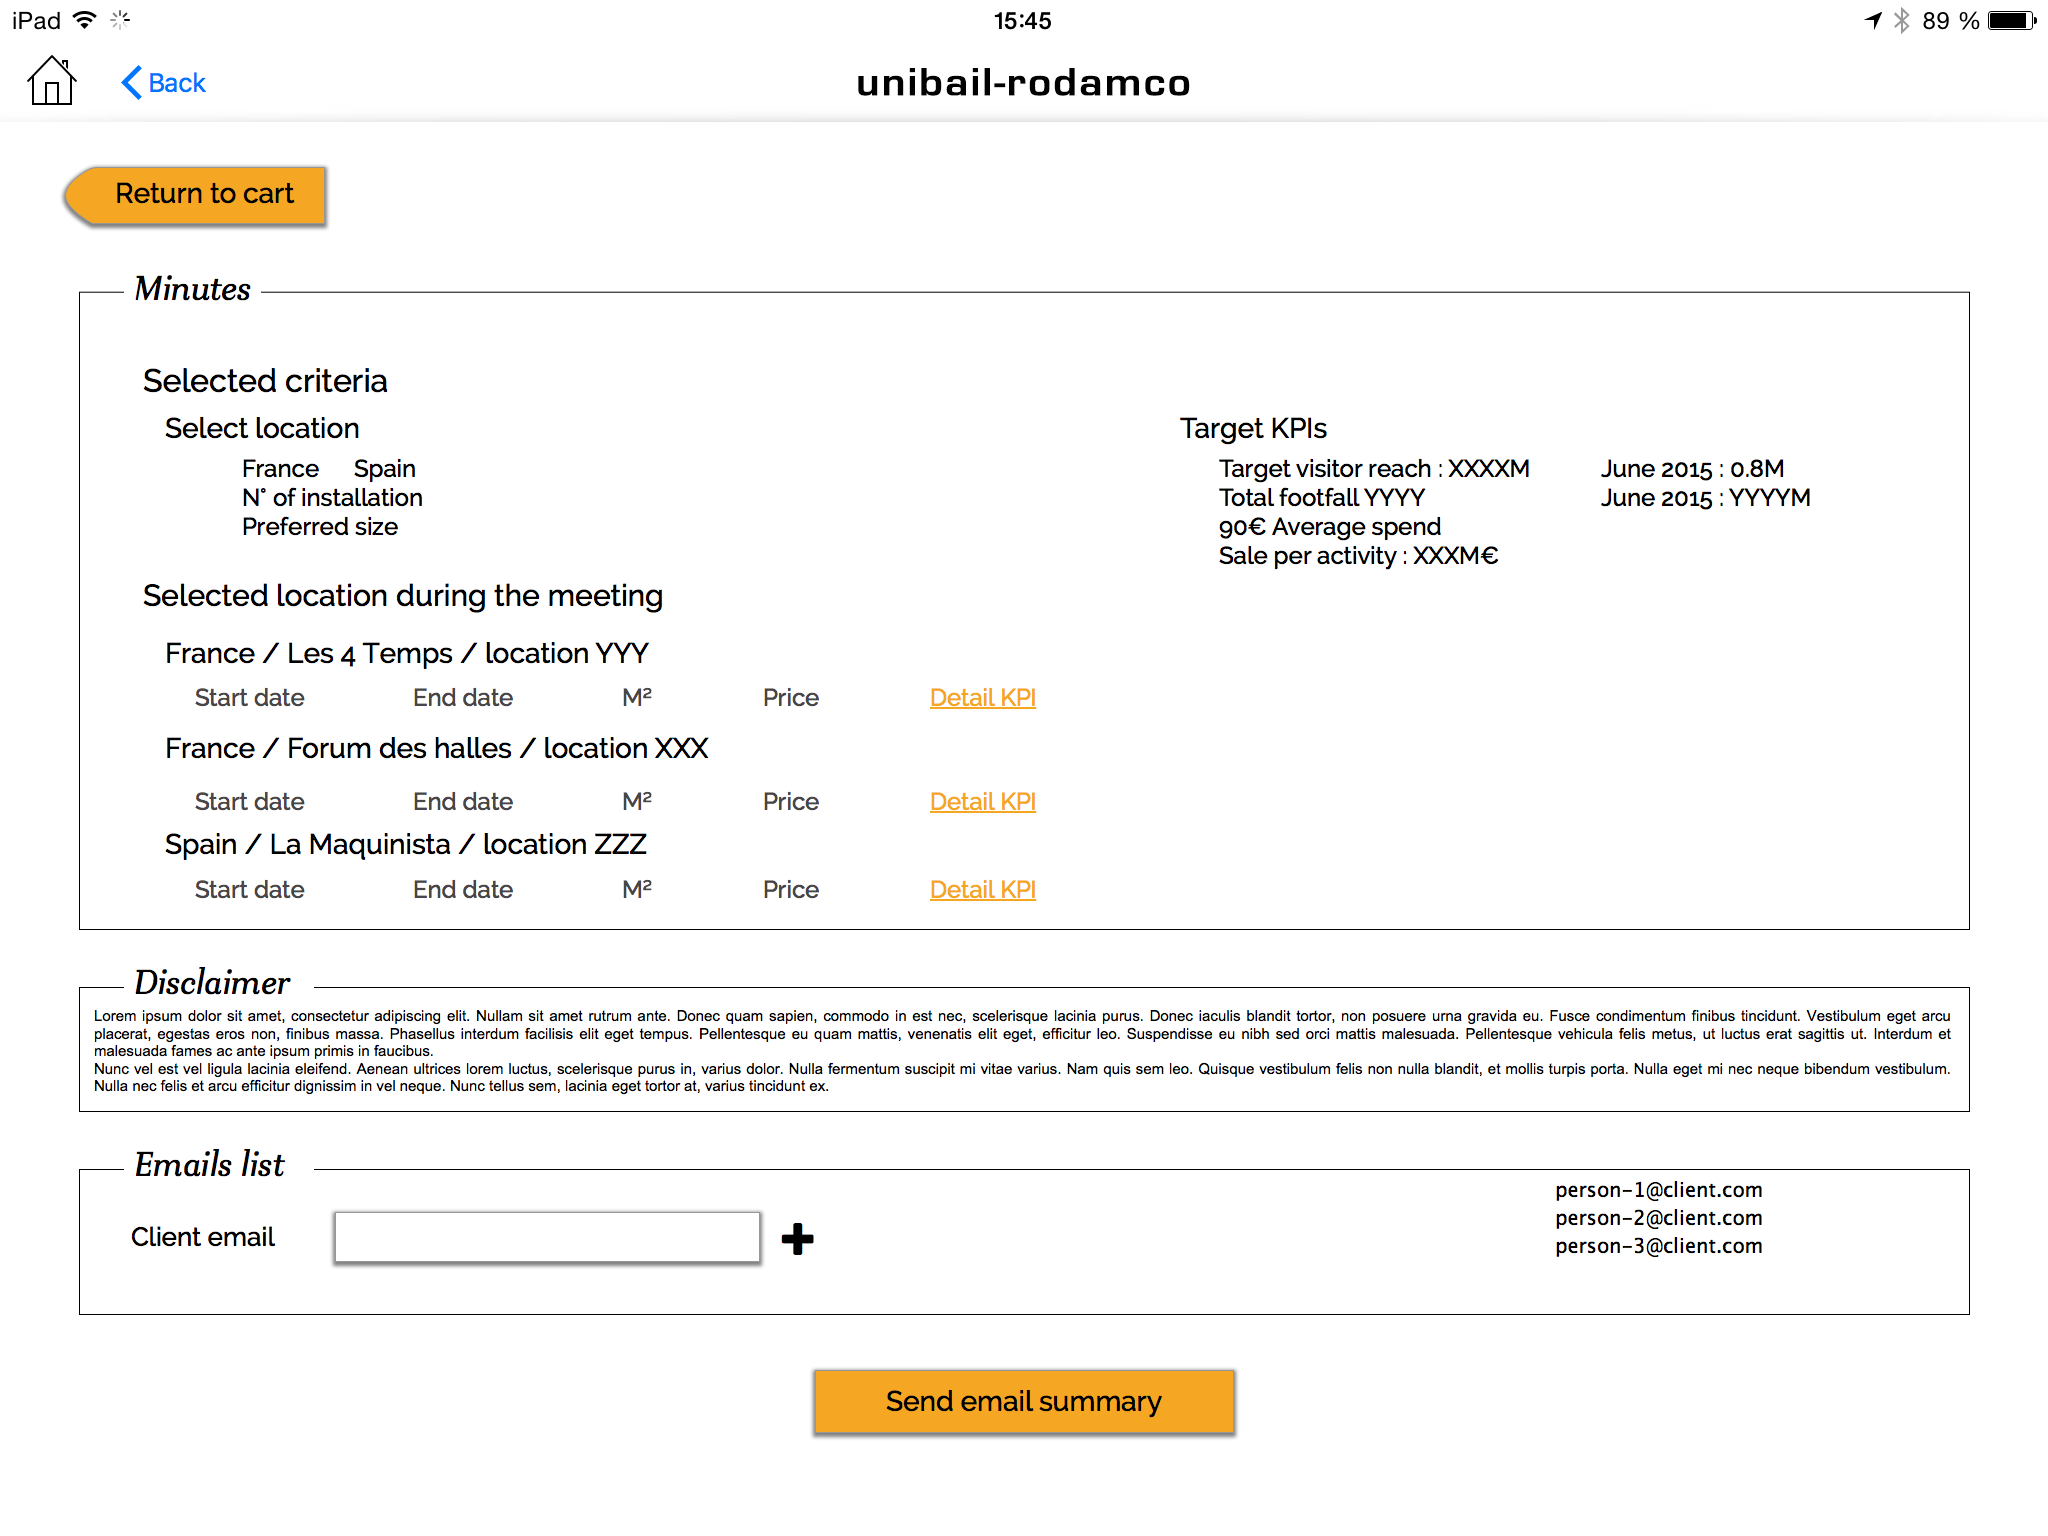 iPad 15:45 89 %
Back unibail-rodamco
Return to cart
Minutes
Selected criteria
Select location
France Spain
N° of installation
Preferred size
Target KPIs
Target visitor reach : XXXXM June 2015 : 0.8M
Total footfall YYYY June 2015 : YYYYM
90€ Average spend
Sale per activity : XXXM€
Selected location during the meeting
France / Les 4 Temps / location YYY
Start date End date M² Price Detail KPI
France / Forum des halles / location XXX
Start date End date M² Price Detail KPI
Spain / La Maquinista / location ZZZ
Start date End date M² Price Detail KPI
Disclaimer
Lorem ipsum dolor sit amet, consectetur adipiscing elit. Nullam sit amet rutrum ante. Donec quam sapien, commodo in est nec, scelerisque lacinia purus. Donec iaculis blandit tortor, non posuere urna gravida eu. Fusce condimentum finibus tincidunt. Vestibulum eget arcu
placerat, egestas eros non, finibus massa. Phasellus interdum facilisis elit eget tempus. Pellentesque eu quam mattis, venenatis elit eget, efficitur leo. Suspendisse eu nibh sed orci mattis malesuada. Pellentesque vehicula felis metus, ut luctus erat sagittis ut. Interdum et
malesuada fames ac ante ipsum primis in faucibus.
Nunc vel est vel ligula lacinia eleifend. Aenean ultrices lorem luctus, scelerisque purus in, varius dolor. Nulla fermentum suscipit mi vitae varius. Nam quis sem leo. Quisque vestibulum felis non nulla blandit, et mollis turpis porta. Nulla eget mi nec neque bibendum vestibulum.
Nulla nec felis et arcu efficitur dignissim in vel neque. Nunc tellus sem, lacinia eget tortor at, varius tincidunt ex.
Emails list
Client email
person-1@client.com
person-2@client.com
person-3@client.com
Send email summary